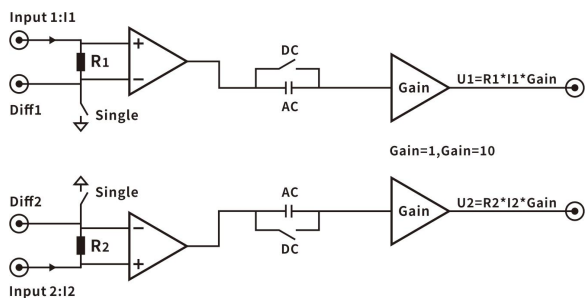 Input 1:I1
R1
Diff1
Single
+
−
DC
AC
Gain
U1=R1*I1*Gain
Gain=1,Gain=10
Diff2
Single
R2
Input 2:I2
−
+
AC
DC
Gain
U2=R2*I2*Gain